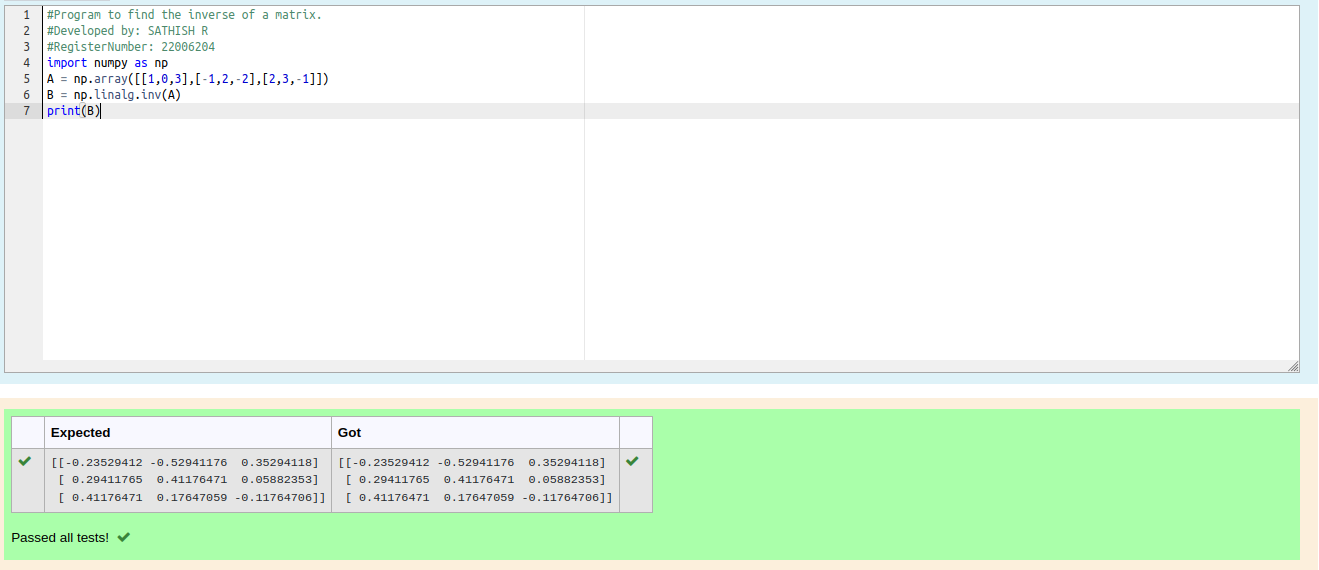 1 #Program to find the inverse of a matrix.
2 #Developed by: SATHISH R
3 #RegisterNumber: 22006204
4 import numpy as np
5 A = np.array([[1,0,3],[-1,2,-2],[2,3,-1]])
6 B = np.linalg.inv(A)
7 print(B)
Expected Got
[[-0.23529412 -0.52941176  0.35294118] [[-0.23529412 -0.52941176  0.35294118]
[ 0.29411765  0.41176471  0.05882353] [ 0.29411765  0.41176471  0.05882353]
[ 0.41176471  0.17647059 -0.11764706]] [ 0.41176471  0.17647059 -0.11764706]]
Passed all tests!